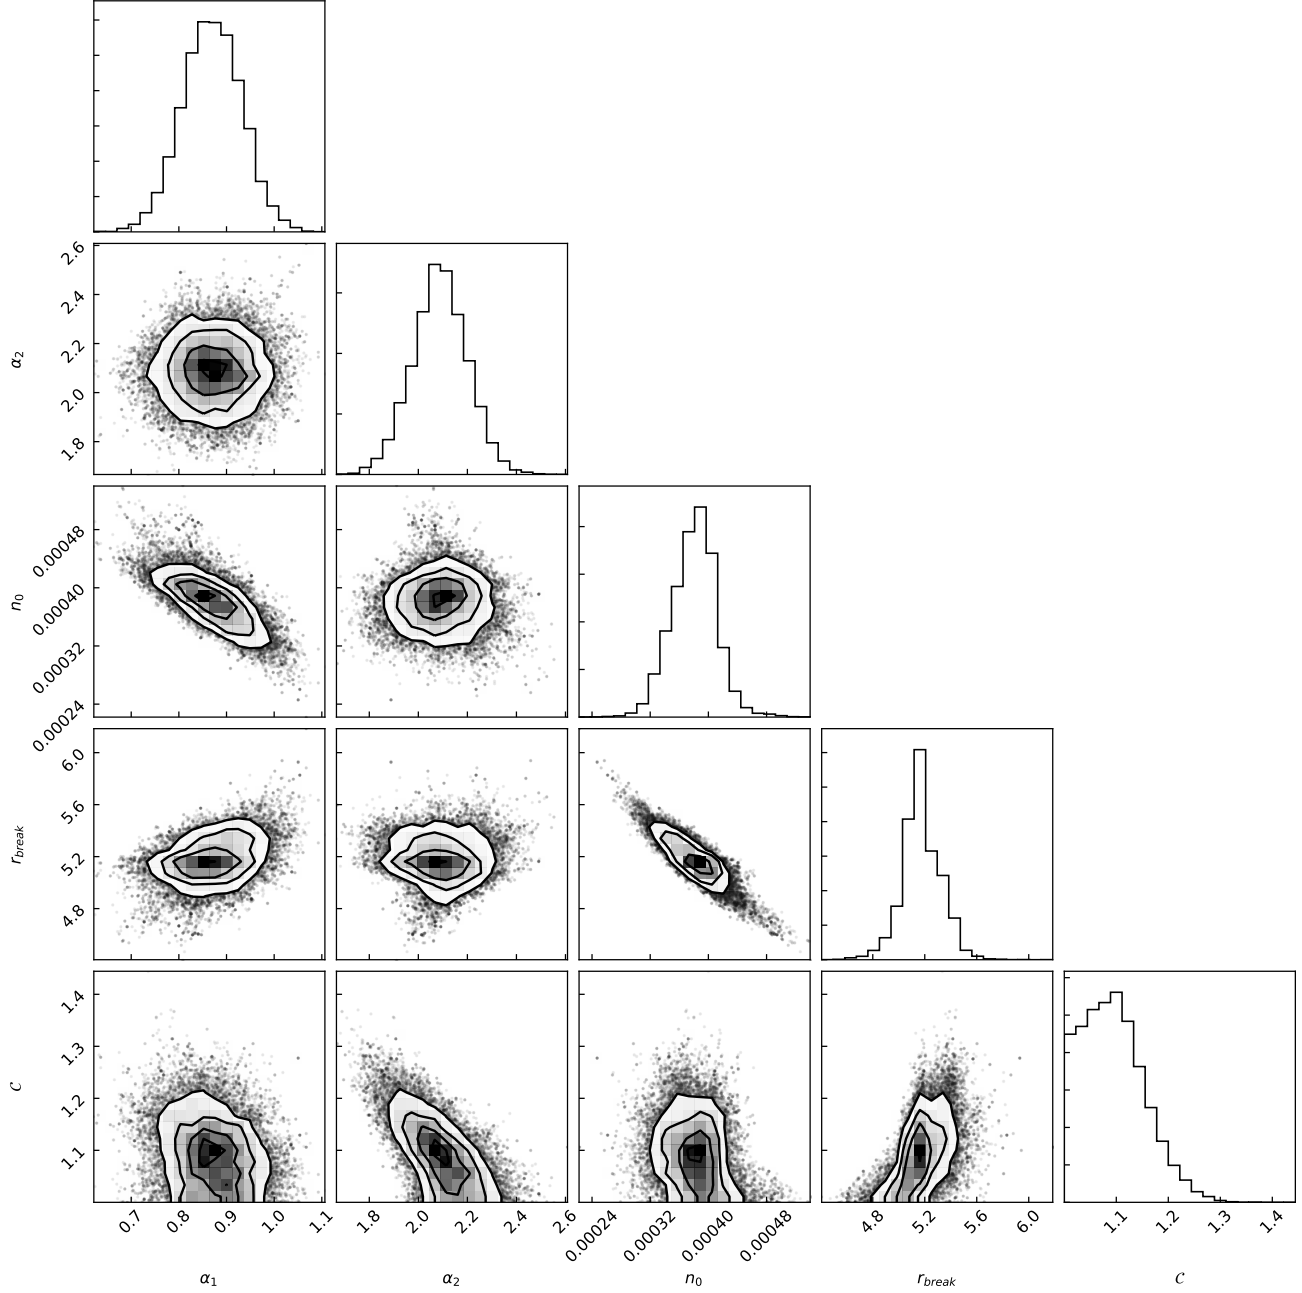 2.6
2.4
2.2
2.0
1.8
α₂
0.00048
0.00040
0.00032
0.00024
n₀
6.0
5.6
5.2
4.8
r_break
1.4
1.3
1.2
1.1
C
0.7 0.8 0.9 1.0 1.1
1.8 2.0 2.2 2.4 2.6
0.00024 0.00032 0.00040 0.00048
4.8 5.2 5.6 6.0
1.1 1.2 1.3 1.4
α₁ α₂ n₀ r_break C